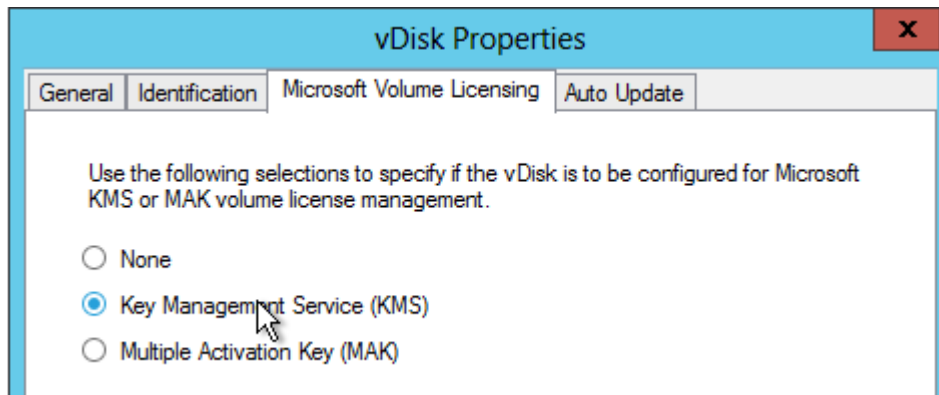 vDisk Properties
x
General Identification Microsoft Volume Licensing Auto Update
Use the following selections to specify if the vDisk is to be configured for Microsoft
KMS or MAK volume license management.
None
Key Management Service (KMS)
Multiple Activation Key (MAK)